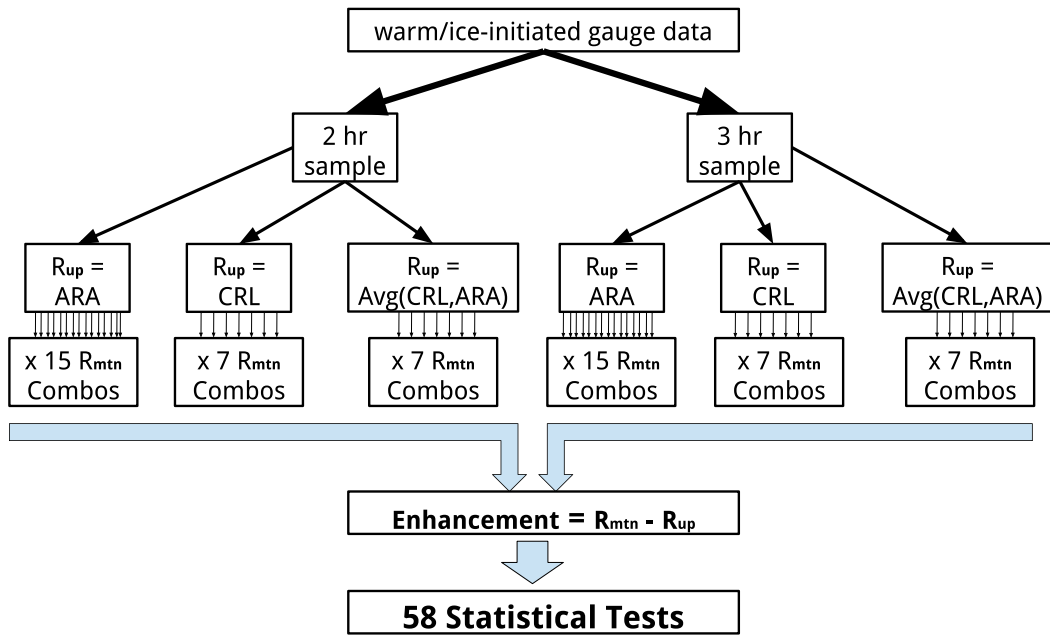 warm/ice-initiated gauge data
2 hr
sample
3 hr
sample
Rup =
ARA
Rup =
CRL
Rup =
Avg(CRL,ARA)
Rup =
ARA
Rup =
CRL
Rup =
Avg(CRL,ARA)
x 15 Rmtn
Combos
x 7 Rmtn
Combos
x 7 Rmtn
Combos
x 15 Rmtn
Combos
x 7 Rmtn
Combos
x 7 Rmtn
Combos
Enhancement = Rmtn - Rup
58 Statistical Tests